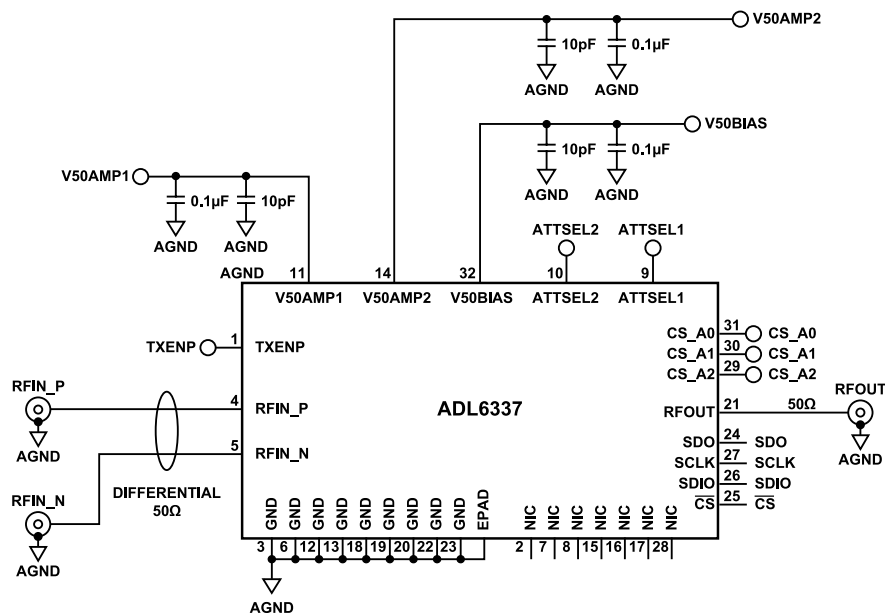 V50AMP2
10pF
0.1µF
AGND
AGND
V50BIAS
10pF
0.1µF
AGND
AGND
V50AMP1
0.1µF
10pF
AGND
AGND
ATTSEL2
ATTSEL1
AGND
11
14
32
10
9
V50AMP1
V50AMP2
V50BIAS
ATTSEL2
ATTSEL1
TXENP
1
TXENP
CS_A0
31
CS_A0
CS_A1
30
CS_A1
CS_A2
29
CS_A2
RFIN_P
4
RFIN_P
AGND
ADL6337
RFOUT
21
50Ω
RFOUT
AGND
5
RFIN_N
SDO
24
SDO
SCLK
27
SCLK
SDIO
26
SDIO
CS
25
CS
RFIN_N
AGND
DIFFERENTIAL
50Ω
GND
GND
GND
GND
GND
GND
GND
GND
GND
EPAD
NIC
NIC
NIC
NIC
NIC
NIC
NIC
3
6
12
13
18
19
20
22
23
2
7
8
15
16
17
28
AGND